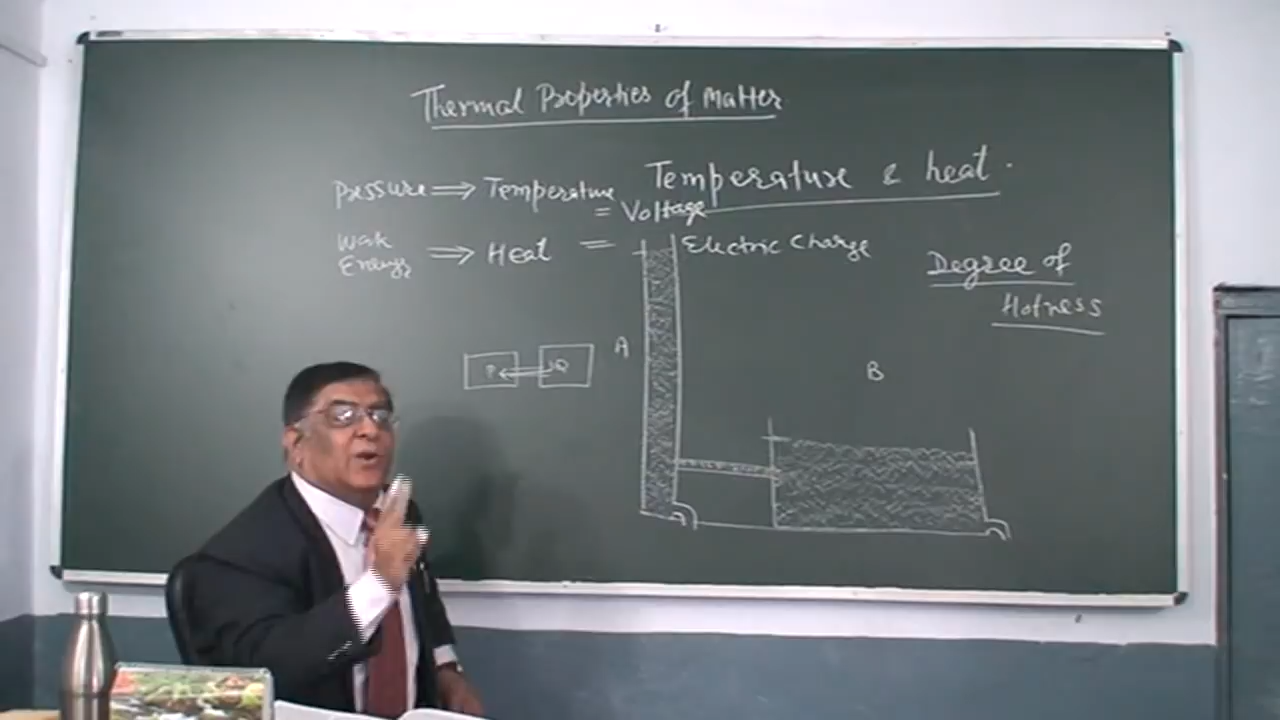 Thermal Properties of Matter
Temperature & heat.
Pressure ⇒ Temperature
= Voltage
Work
Energy ⇒ Heat = Electric Charge
Degree of
Hotness
P Q
A
B